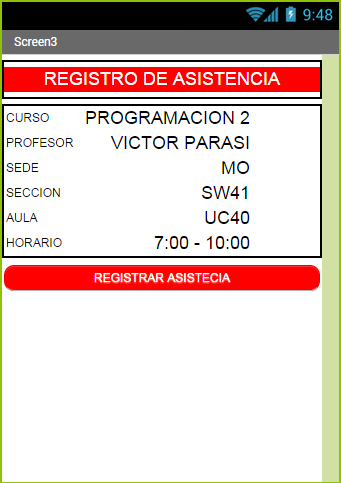 9:48
Screen3
REGISTRO DE ASISTENCIA
CURSO PROGRAMACION 2
PROFESOR VICTOR PARASI
SEDE MO
SECCION SW41
AULA UC40
HORARIO 7:00 - 10:00
REGISTRAR ASISTECIA